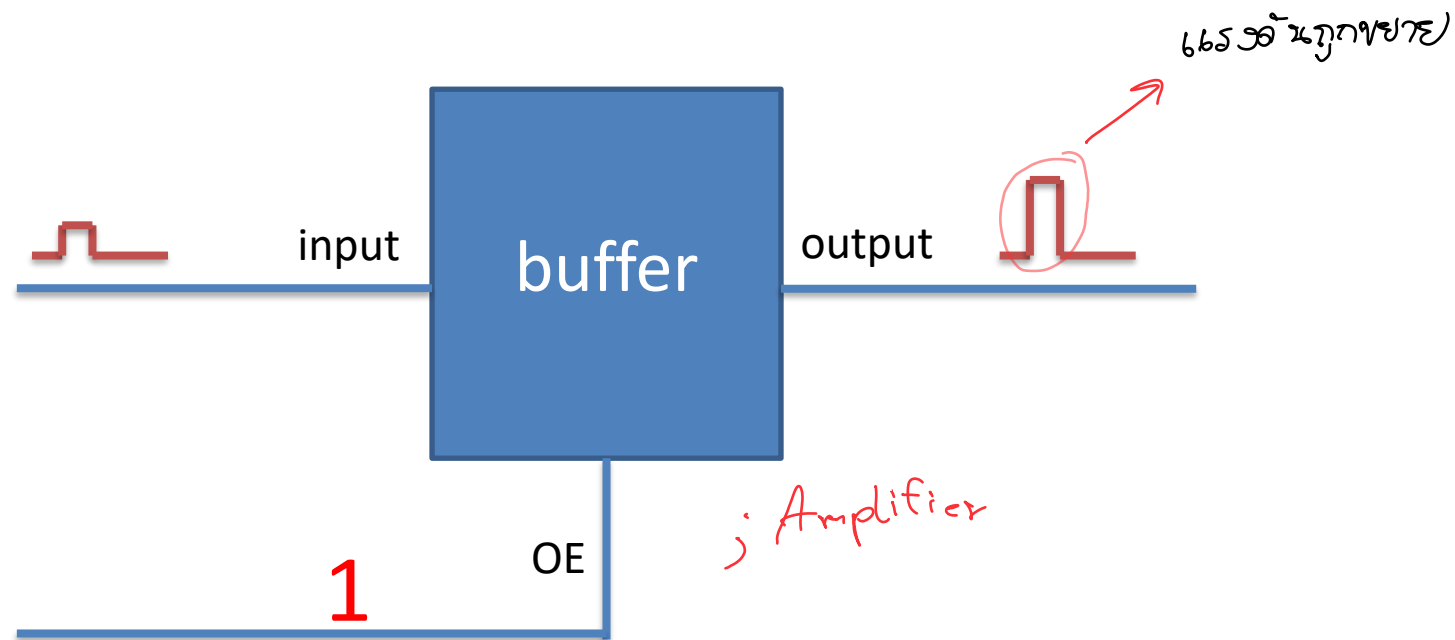 แรงดันถูกขยาย
input
buffer
output
; Amplifier
OE
1